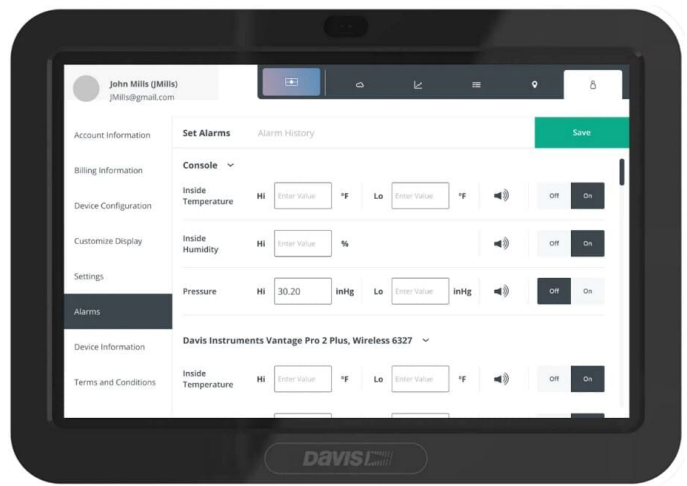 John Mills (JMills)
JMills@gmail.com
Account Information
Billing Information
Device Configuration
Customize Display
Settings
Alarms
Device Information
Terms and Conditions
Set Alarms Alarm History Save
Console
Inside Temperature Hi Enter Value °F Lo Enter Value °F Off On
Inside Humidity Hi Enter Value % Off On
Pressure Hi 30.20 inHg Lo Enter Value inHg Off On
Davis Instruments Vantage Pro 2 Plus, Wireless 6327
Inside Temperature Hi Enter Value °F Lo Enter Value °F Off On
DAVIS